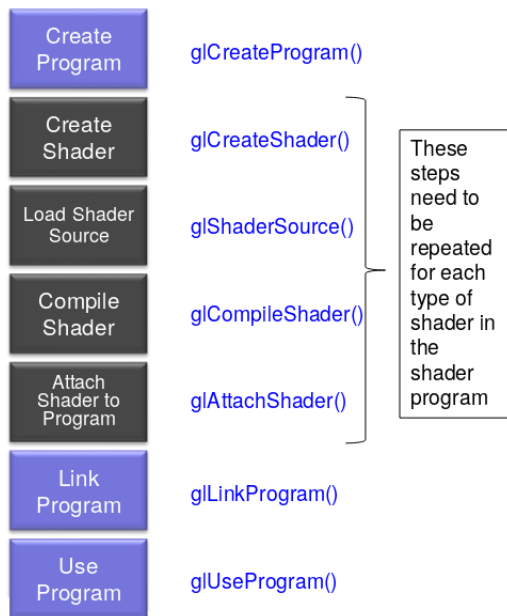 Create
Program
glCreateProgram()
Create
Shader
glCreateShader()
Load Shader
Source
glShaderSource()
Compile
Shader
glCompileShader()
Attach
Shader to
Program
glAttachShader()
These
steps
need to
be
repeated
for each
type of
shader in
the
shader
program
Link
Program
glLinkProgram()
Use
Program
glUseProgram()